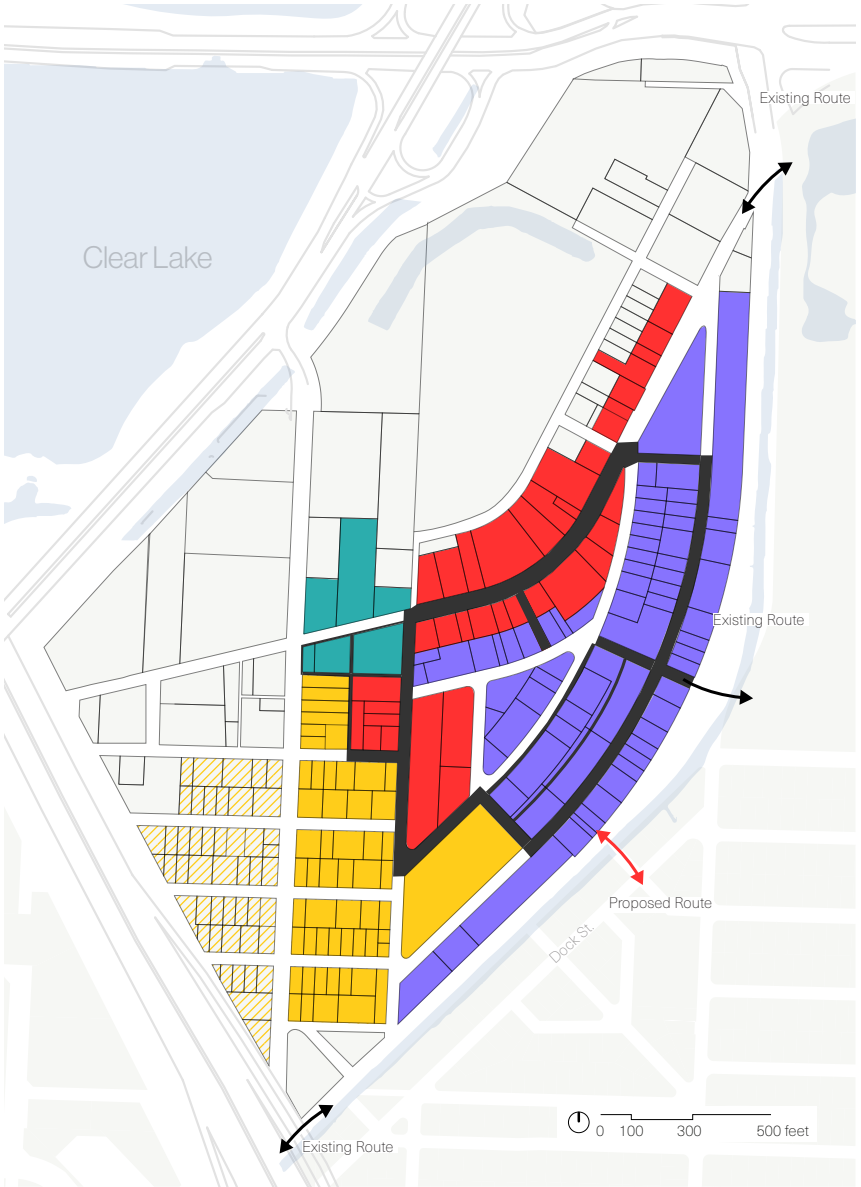 Existing Route
Clear Lake
Existing Route
Proposed Route
Dock St.
0 100 300 500 feet
Existing Route